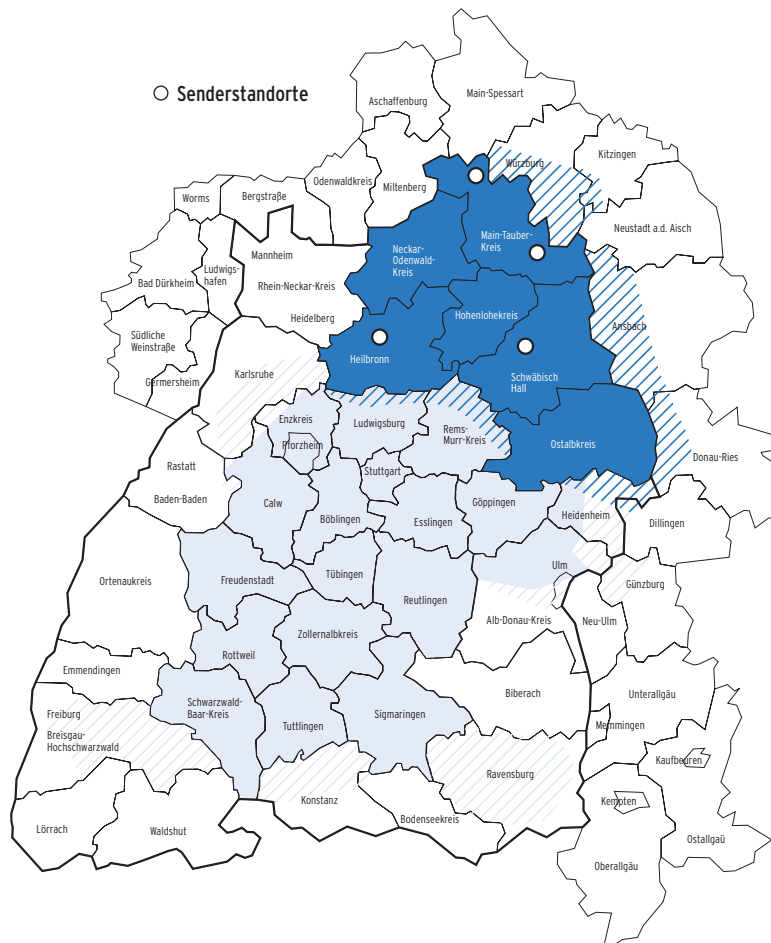 Senderstandorte
Main-Spessart
Aschaffenburg
Würzburg
Kitzingen
Odenwaldkreis
Miltenberg
Bergstraße
Worms
Neustadt a.d. Aisch
Main-Tauber-
Kreis
Neckar-
Odenwald-
Kreis
Mannheim
Ludwigs-
hafen
Bad Dürkheim
Rhein-Neckar-Kreis
Heidelberg
Hohenlohekreis
Ansbach
Südliche
Weinstraße
Heilbronn
Karlsruhe
Germersheim
Schwäbisch
Hall
Enzkreis
Ludwigsburg
Rems-
Murr-Kreis
Pforzheim
Ostalbkreis
Donau-Ries
Rastatt
Stuttgart
Baden-Baden
Calw
Böblingen
Esslingen
Göppingen
Heidenheim
Dillingen
Ulm
Ortenaukreis
Freudenstadt
Tübingen
Reutlingen
Günzburg
Alb-Donau-Kreis
Neu-Ulm
Zollernalbkreis
Rottweil
Emmendingen
Biberach
Unterallgäu
Schwarzwald-
Baar-Kreis
Freiburg
Tuttlingen
Sigmaringen
Memmingen
Breisgau-
Hochschwarzwald
Kaufbeuren
Ravensburg
Konstanz
Kempten
Bodenseekreis
Lörrach
Waldshut
Ostallgaü
Oberallgäu